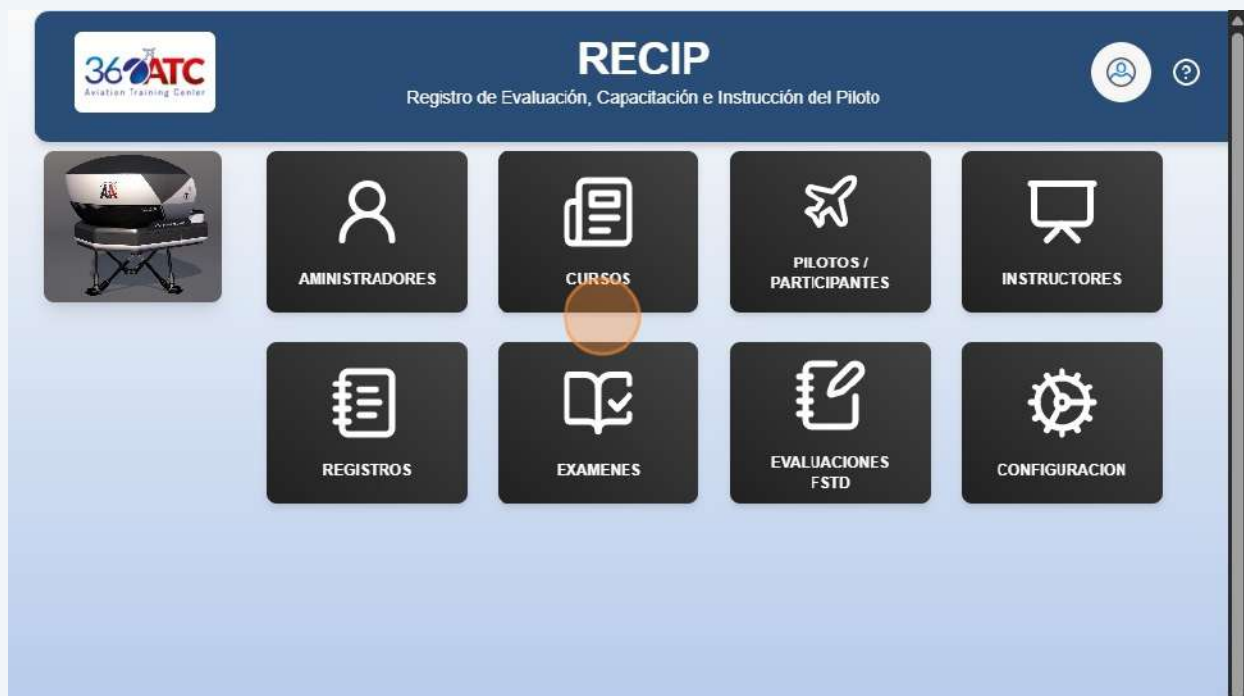 360ATC
Aviation Training Center
RECIP
Registro de Evaluación, Capacitación e Instrucción del Piloto
AMINISTRADORES
CURSOS
PILOTOS /
PARTICIPANTES
INSTRUCTORES
REGISTROS
EXAMENES
EVALUACIONES
FSTD
CONFIGURACION